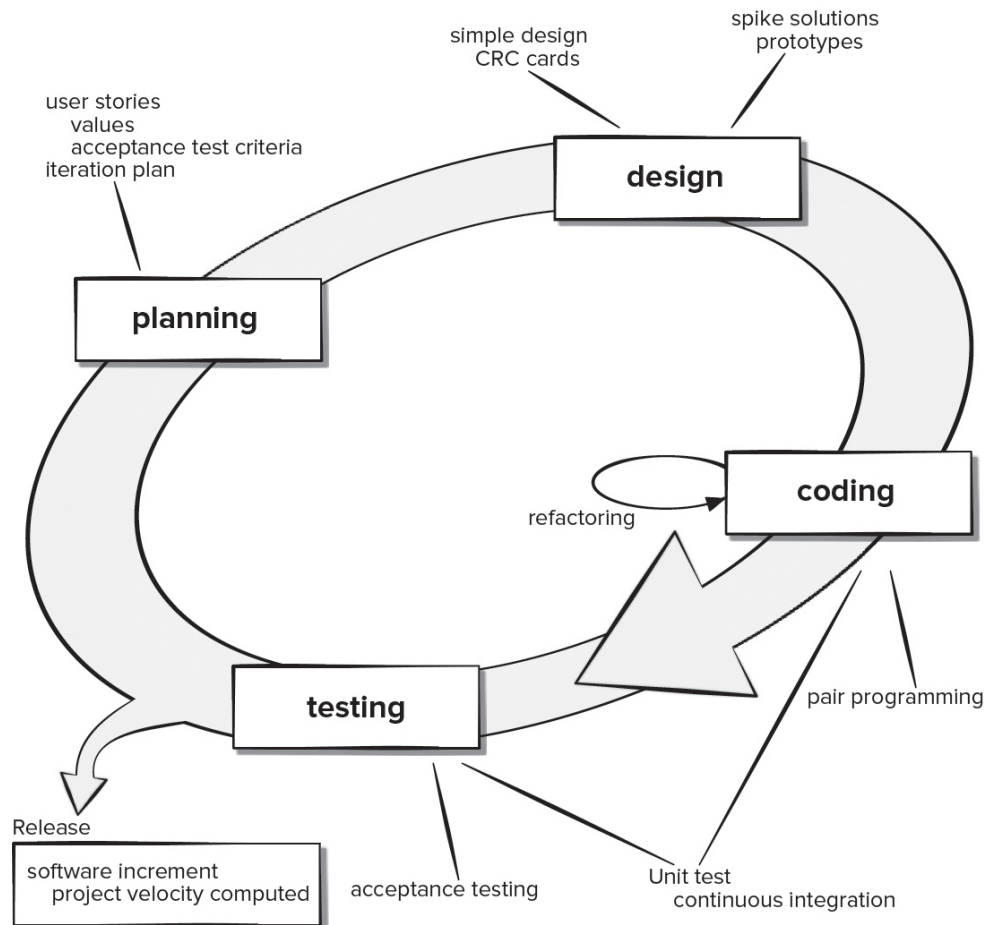 spike solutions
prototypes
simple design
CRC cards
user stories
values
acceptance test criteria
iteration plan
design
planning
coding
refactoring
testing
pair programming
Release
software increment
project velocity computed
acceptance testing
Unit test
continuous integration